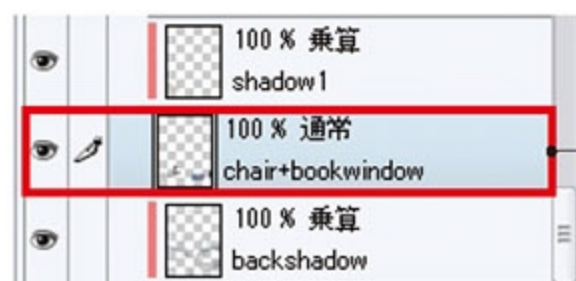 100 % 乗算
shadow1
100 % 通常
chair+bookwindow
100 % 乗算
backshadow